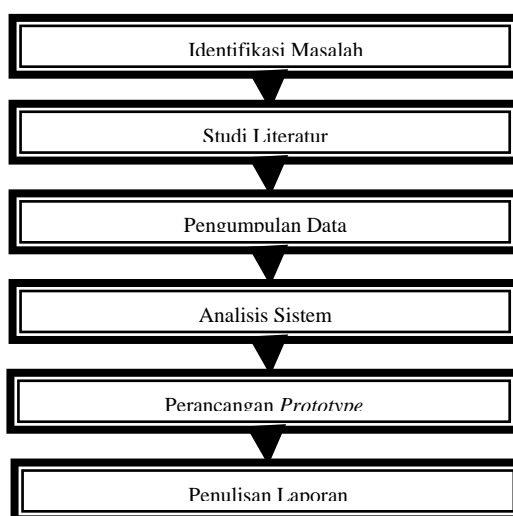 Identifikasi Masalah
Studi Literatur
Pengumpulan Data
Analisis Sistem
Perancangan Prototype
Penulisan Laporan